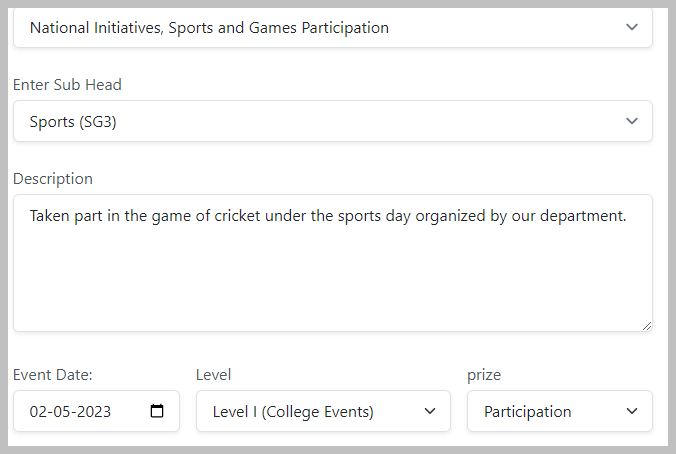 National Initiatives, Sports and Games Participation
Enter Sub Head
Sports (SG3)
Description
Taken part in the game of cricket under the sports day organized by our department.
Event Date: Level prize
02-05-2023 Level I (College Events) Participation